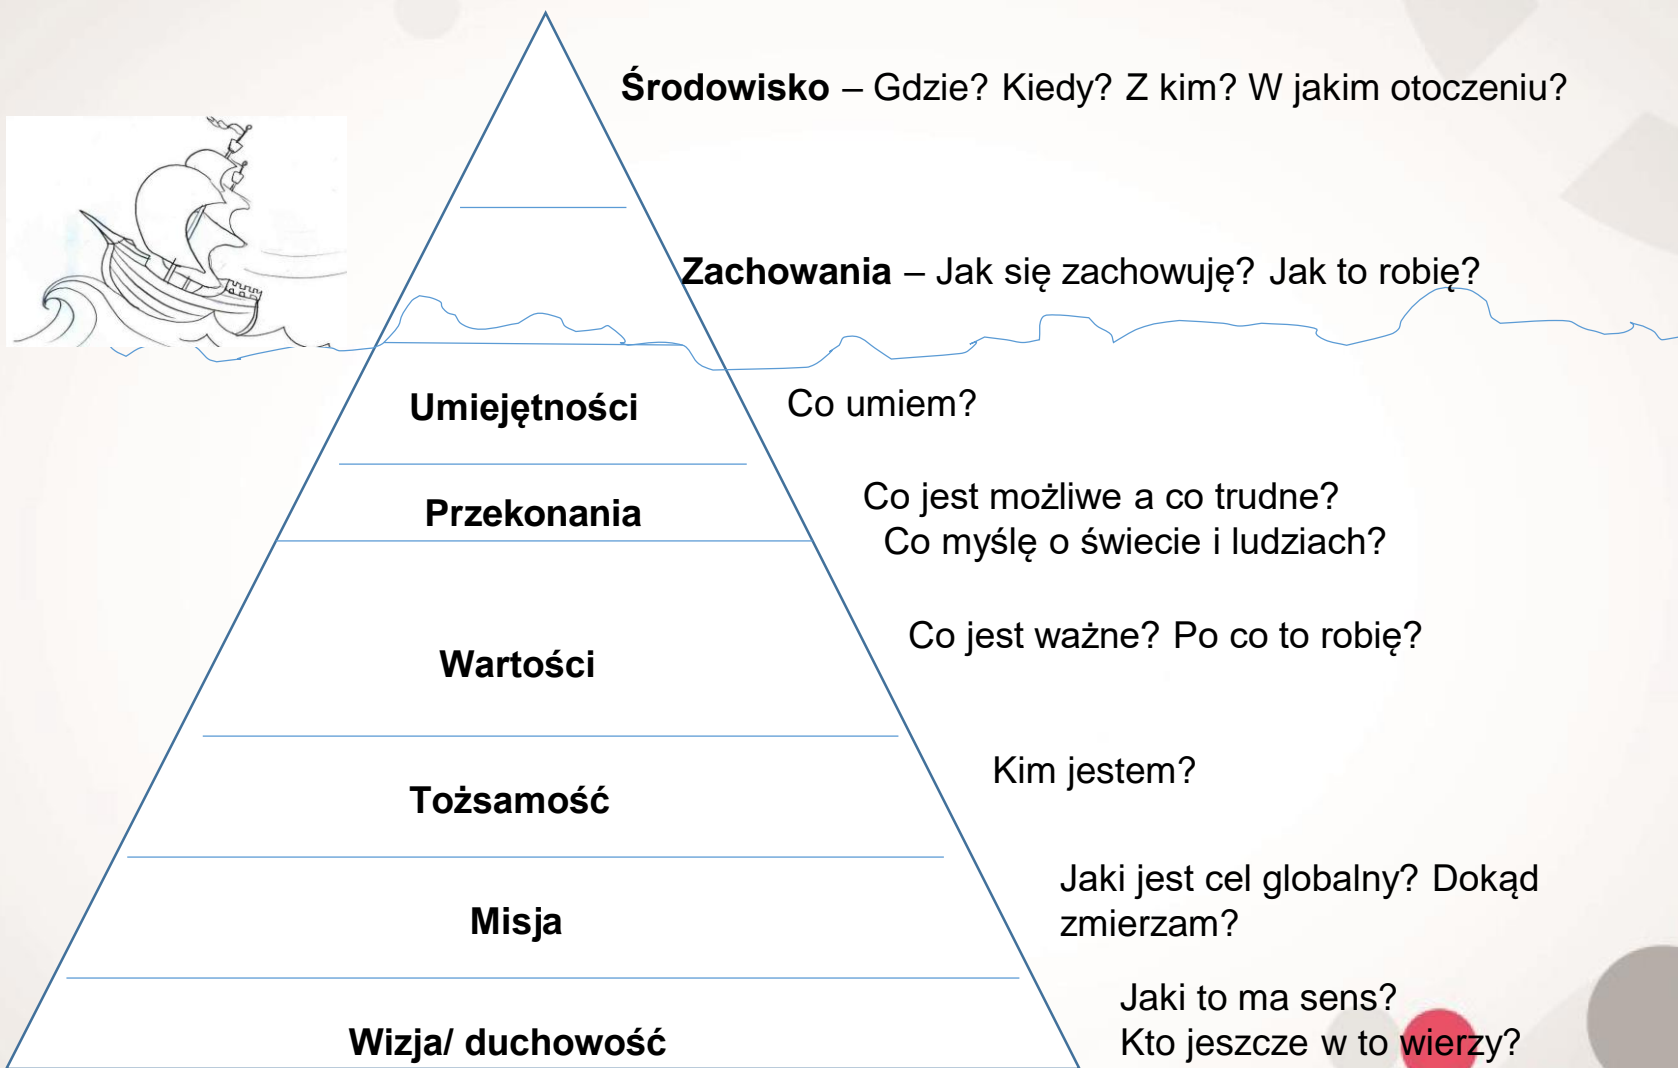 Środowisko – Gdzie? Kiedy? Z kim? W jakim otoczeniu?
Zachowania – Jak się zachowuję? Jak to robię?
Umiejętności
Co umiem?
Przekonania
Co jest możliwe a co trudne?
Co myślę o świecie i ludziach?
Wartości
Co jest ważne? Po co to robię?
Tożsamość
Kim jestem?
Misja
Jaki jest cel globalny? Dokąd
zmierzam?
Wizja/ duchowość
Jaki to ma sens?
Kto jeszcze w to wierzy?